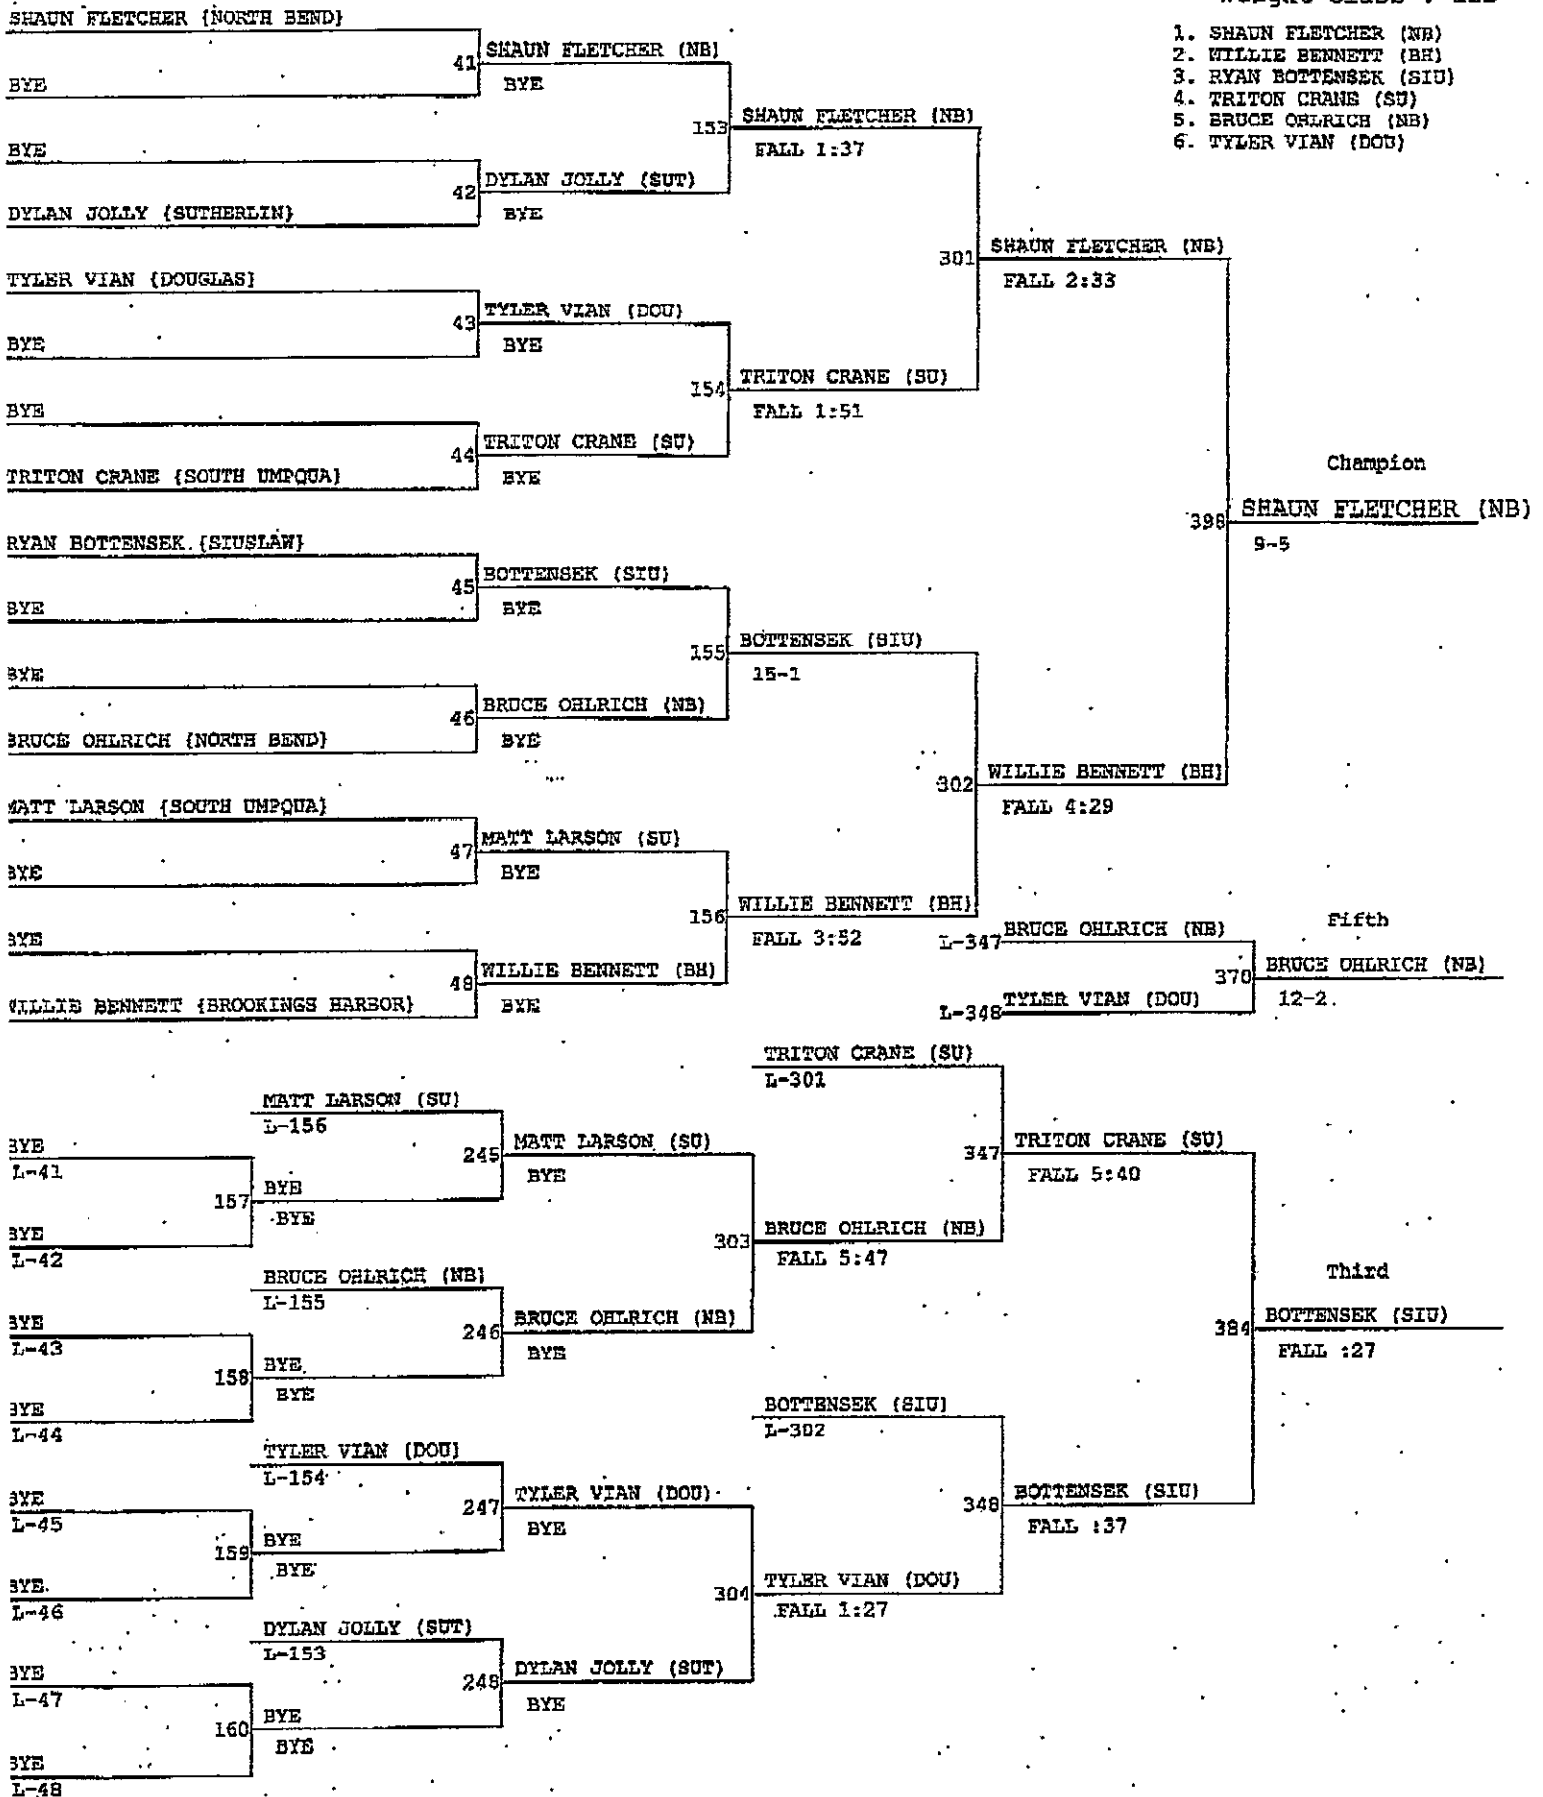 Weight Class :
1. SHAUN FLETCHER (NB)
2. WILLIE BENNETT (BH)
3. RYAN BOTTENSEK (SIU)
4. TRITON CRANE (SU)
5. BRUCE OHLRICH (NB)
6. TYLER VIAN (DOU)
SHAUN FLETCHER {NORTH BEND}
41 SHAUN FLETCHER (NB)
BYE
BYE
153 SHAUN FLETCHER (NB)
FALL 1:37
BYE
42 DYLAN JOLLY (SUT)
BYE
DYLAN JOLLY {SUTHERLIN}
301 SHAUN FLETCHER (NB)
FALL 2:33
TYLER VIAN {DOUGLAS}
43 TYLER VIAN (DOU)
BYE
BYE
154 TRITON CRANE (SU)
FALL 1:51
BYE
44 TRITON CRANE (SU)
BYE
TRITON CRANE {SOUTH UMPQUA}
Champion
398 SHAUN FLETCHER (NB)
9-5
RYAN BOTTENSEK {SIUSLAW}
45 BOTTENSEK (SIU)
BYE
BYE
155 BOTTENSEK (SIU)
15-1
BYE
46 BRUCE OHLRICH (NB)
BYE
BRUCE OHLRICH {NORTH BEND}
302 WILLIE BENNETT (BH)
FALL 4:29
MATT LARSON {SOUTH UMPQUA}
47 MATT LARSON (SU)
BYE
BYE
156 WILLIE BENNETT (BH)
FALL 3:52
BYE
48 WILLIE BENNETT (BH)
BYE
WILLIE BENNETT {BROOKINGS HARBOR}
Fifth
L-347 BRUCE OHLRICH (NB)
370 BRUCE OHLRICH (NB)
12-2
L-348 TYLER VIAN (DOU)
TRITON CRANE (SU)
L-301
MATT LARSON (SU)
L-156
245 MATT LARSON (SU)
BYE
347 TRITON CRANE (SU)
FALL 5:40
BYE
L-41
157 BYE
BYE
BYE
L-42
303 BRUCE OHLRICH (NB)
FALL 5:47
BRUCE OHLRICH (NB)
L-155
246 BRUCE OHLRICH (NB)
BYE
BYE
L-43
158 BYE
BYE
BYE
L-44
Third
384 BOTTENSEK (SIU)
FALL :27
BOTTENSEK (SIU)
L-302
TYLER VIAN (DOU)
L-154
247 TYLER VIAN (DOU)
BYE
348 BOTTENSEK (SIU)
FALL :37
BYE
L-45
159 BYE
BYE
BYE
L-46
304 TYLER VIAN (DOU)
FALL 1:27
DYLAN JOLLY (SUT)
L-153
248 DYLAN JOLLY (SUT)
BYE
BYE
L-47
160 BYE
BYE
BYE
L-48